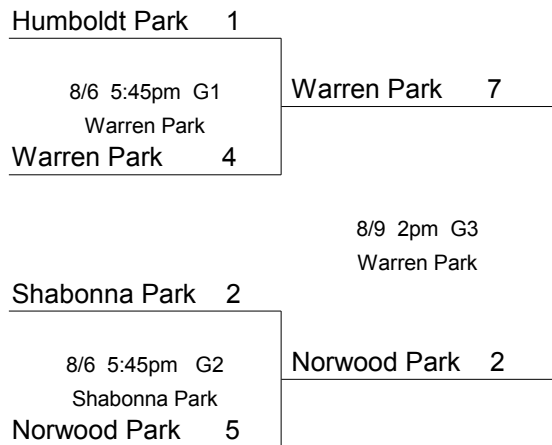 Humboldt Park 1
8/6 5:45pm G1
Warren Park
Warren Park 4
Warren Park 7
8/9 2pm G3
Warren Park
Shabonna Park 2
8/6 5:45pm G2
Shabonna Park
Norwood Park 5
Norwood Park 2